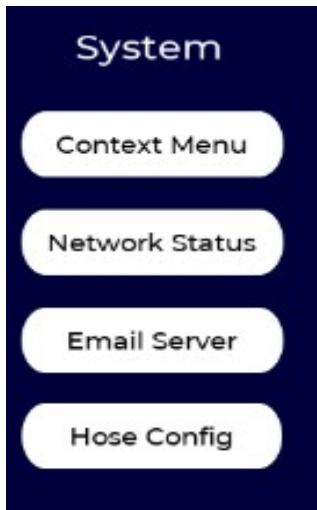 System
Context Menu
Network Status
Email Server
Hose Config